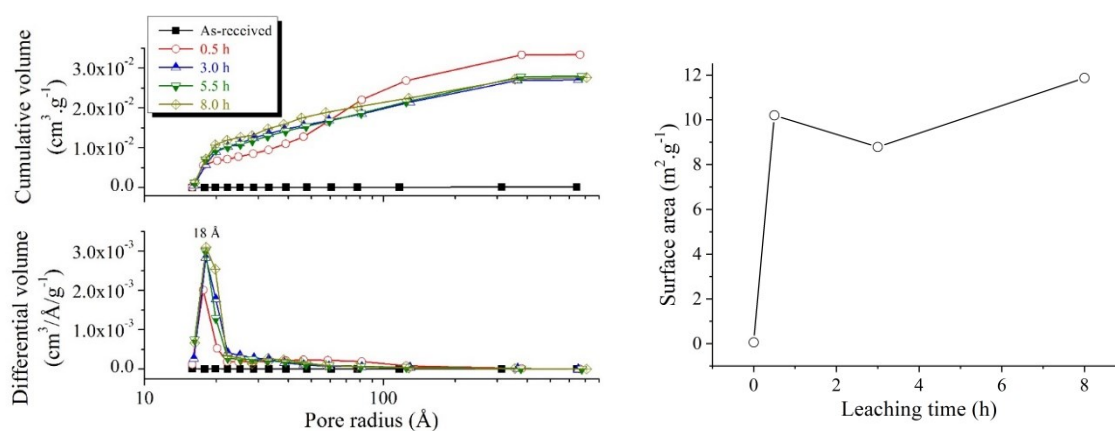 As-received
0.5 h
3.0 h
5.5 h
8.0 h
Cumulative volume
(cm³.g⁻¹)
3.0x10⁻²
2.0x10⁻²
1.0x10⁻²
0.0
18 Å
Differential volume
(cm³/Å/g⁻¹)
3.0x10⁻³
2.0x10⁻³
1.0x10⁻³
0.0
10 100
Pore radius (Å)
Surface area (m².g⁻¹)
12
10
8
6
4
2
0
0 2 4 6 8
Leaching time (h)